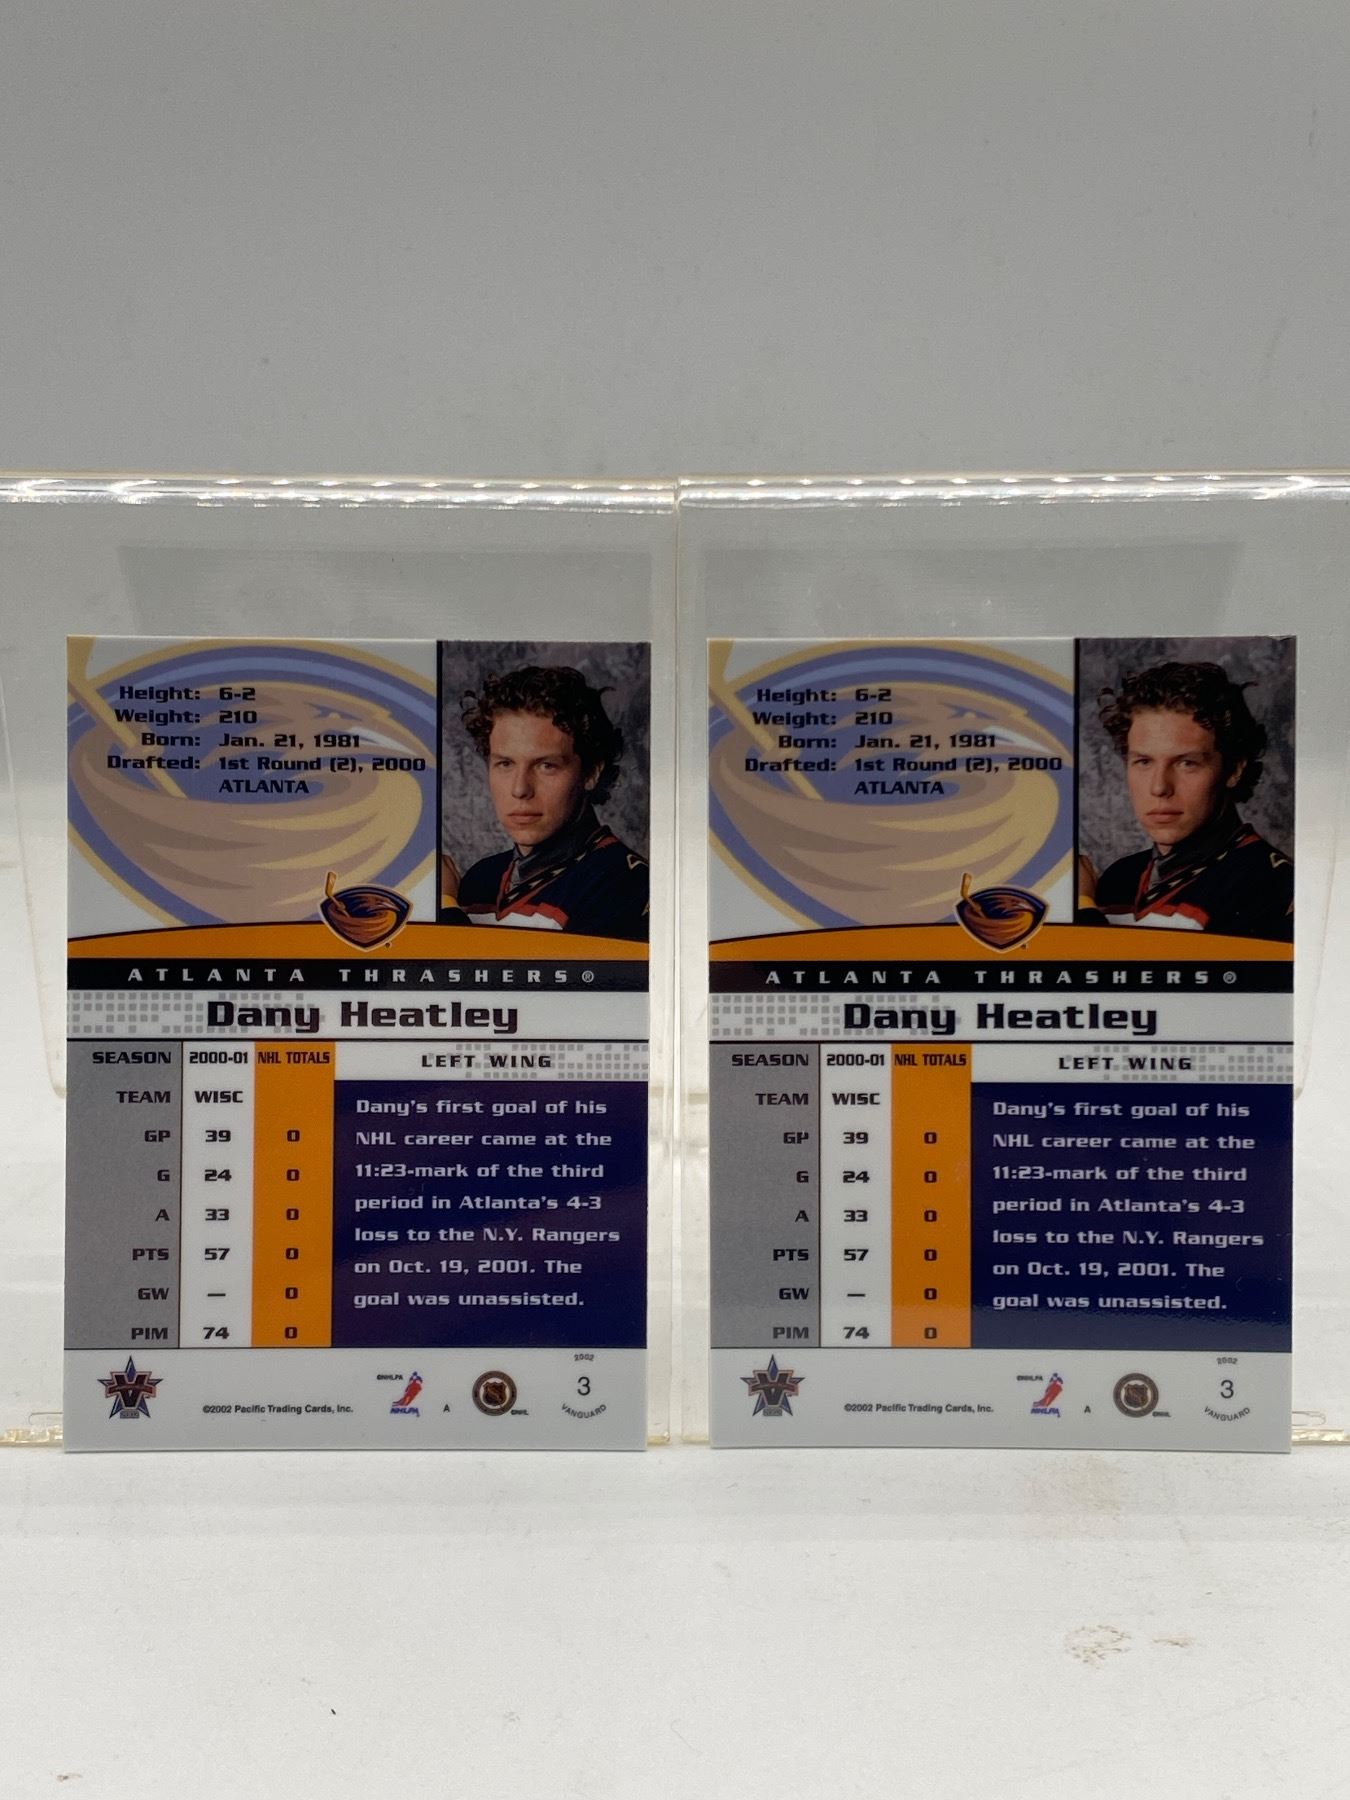 Height: 6-2
Weight: 210
Born: Jan. 21, 1981
Drafted: 1st Round (2), 2000
ATLANTA
ATLANTA THRASHERS®
Dany Heatley
SEASON 2000-01 NHL TOTALS
TEAM WISC
GP 39 0
G 24 0
A 33 0
PTS 57 0
GW — 0
PIM 74 0
LEFT WING
Dany's first goal of his
NHL career came at the
11:23-mark of the third
period in Atlanta's 4-3
loss to the N.Y. Rangers
on Oct. 19, 2001. The
goal was unassisted.
V
©2002 Pacific Trading Cards, Inc.
©NHLPA
NHLPA
A
©NHL
2002
3
VANGUARD
Height: 6-2
Weight: 210
Born: Jan. 21, 1981
Drafted: 1st Round (2), 2000
ATLANTA
ATLANTA THRASHERS®
Dany Heatley
SEASON 2000-01 NHL TOTALS
TEAM WISC
GP 39 0
G 24 0
A 33 0
PTS 57 0
GW — 0
PIM 74 0
LEFT WING
Dany's first goal of his
NHL career came at the
11:23-mark of the third
period in Atlanta's 4-3
loss to the N.Y. Rangers
on Oct. 19, 2001. The
goal was unassisted.
V
©2002 Pacific Trading Cards, Inc.
©NHLPA
NHLPA
A
©NHL
2002
3
VANGUARD